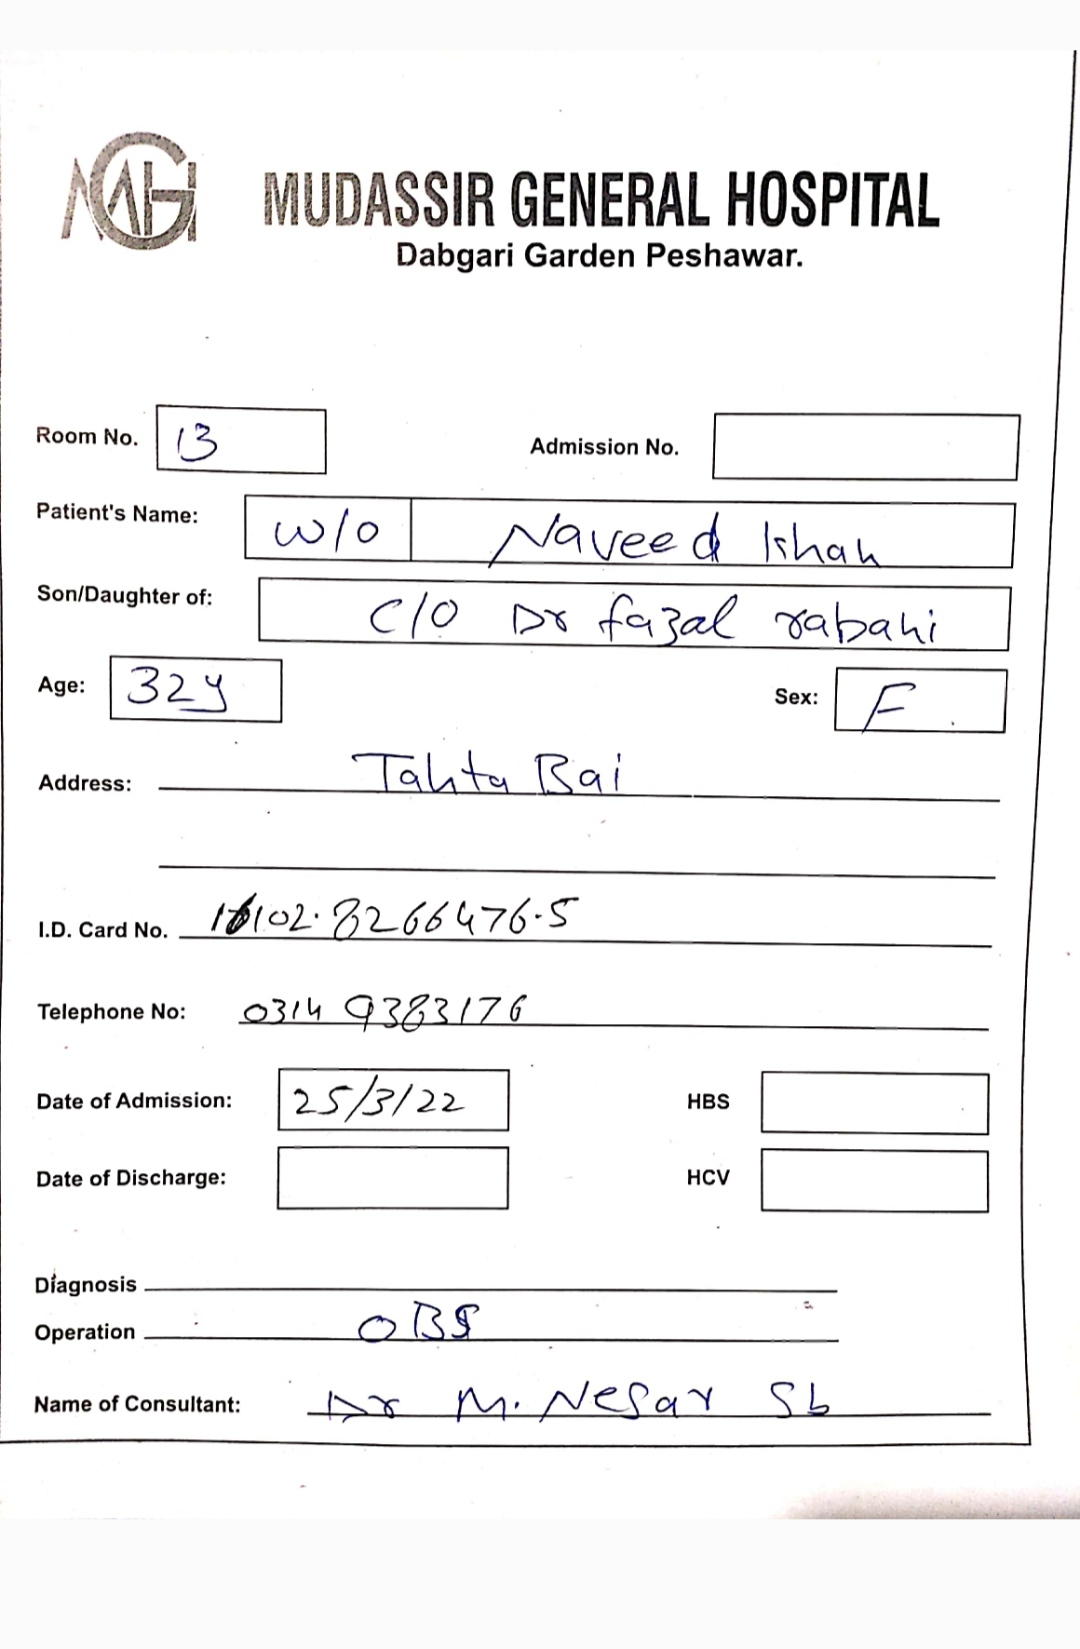 MGH
MUDASSIR GENERAL HOSPITAL
Dabgari Garden Peshawar.
Room No. 13 Admission No.
Patient's Name: w/o Naveed Khan
Son/Daughter of: C/O Dr fazal rabani
Age: 32y Sex: F
Address: Tahta Bai
I.D. Card No. 16102-8266476-5
Telephone No: 0314 9383176
Date of Admission: 25/3/22 HBS
Date of Discharge: HCV
Diagnosis
Operation OBS
Name of Consultant: Dr M. Nesar Sb